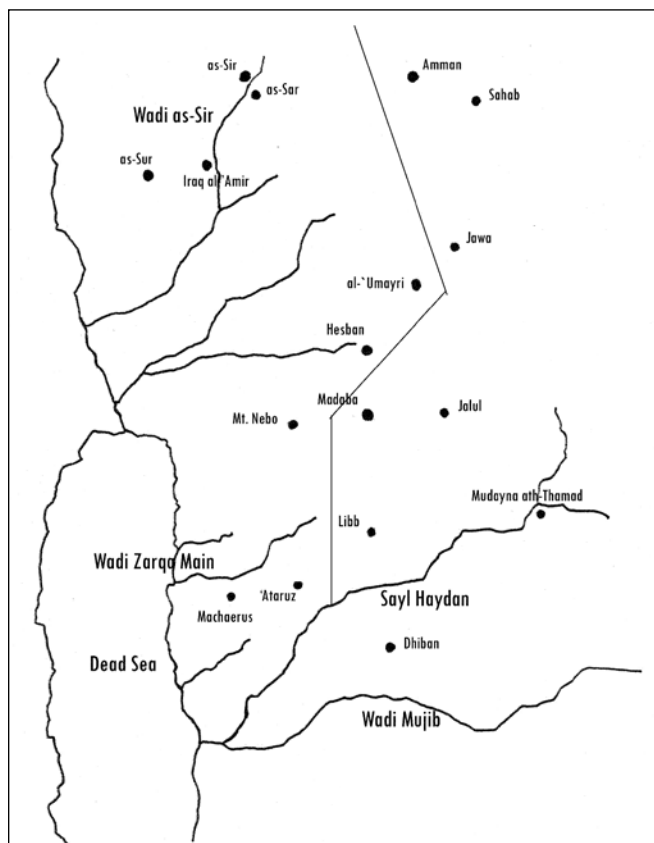 as-Sir
Amman
as-Sar
Sahab
Wadi as-Sir
as-Sur
Iraq al-'Amir
Jawa
al-`Umayri
Hesban
Madaba
Jalul
Mt. Nebo
Mudayna ath-Thamad
Libb
Wadi Zarqa Main
'Ataruz
Sayl Haydan
Machaerus
Dhiban
Dead Sea
Wadi Mujib